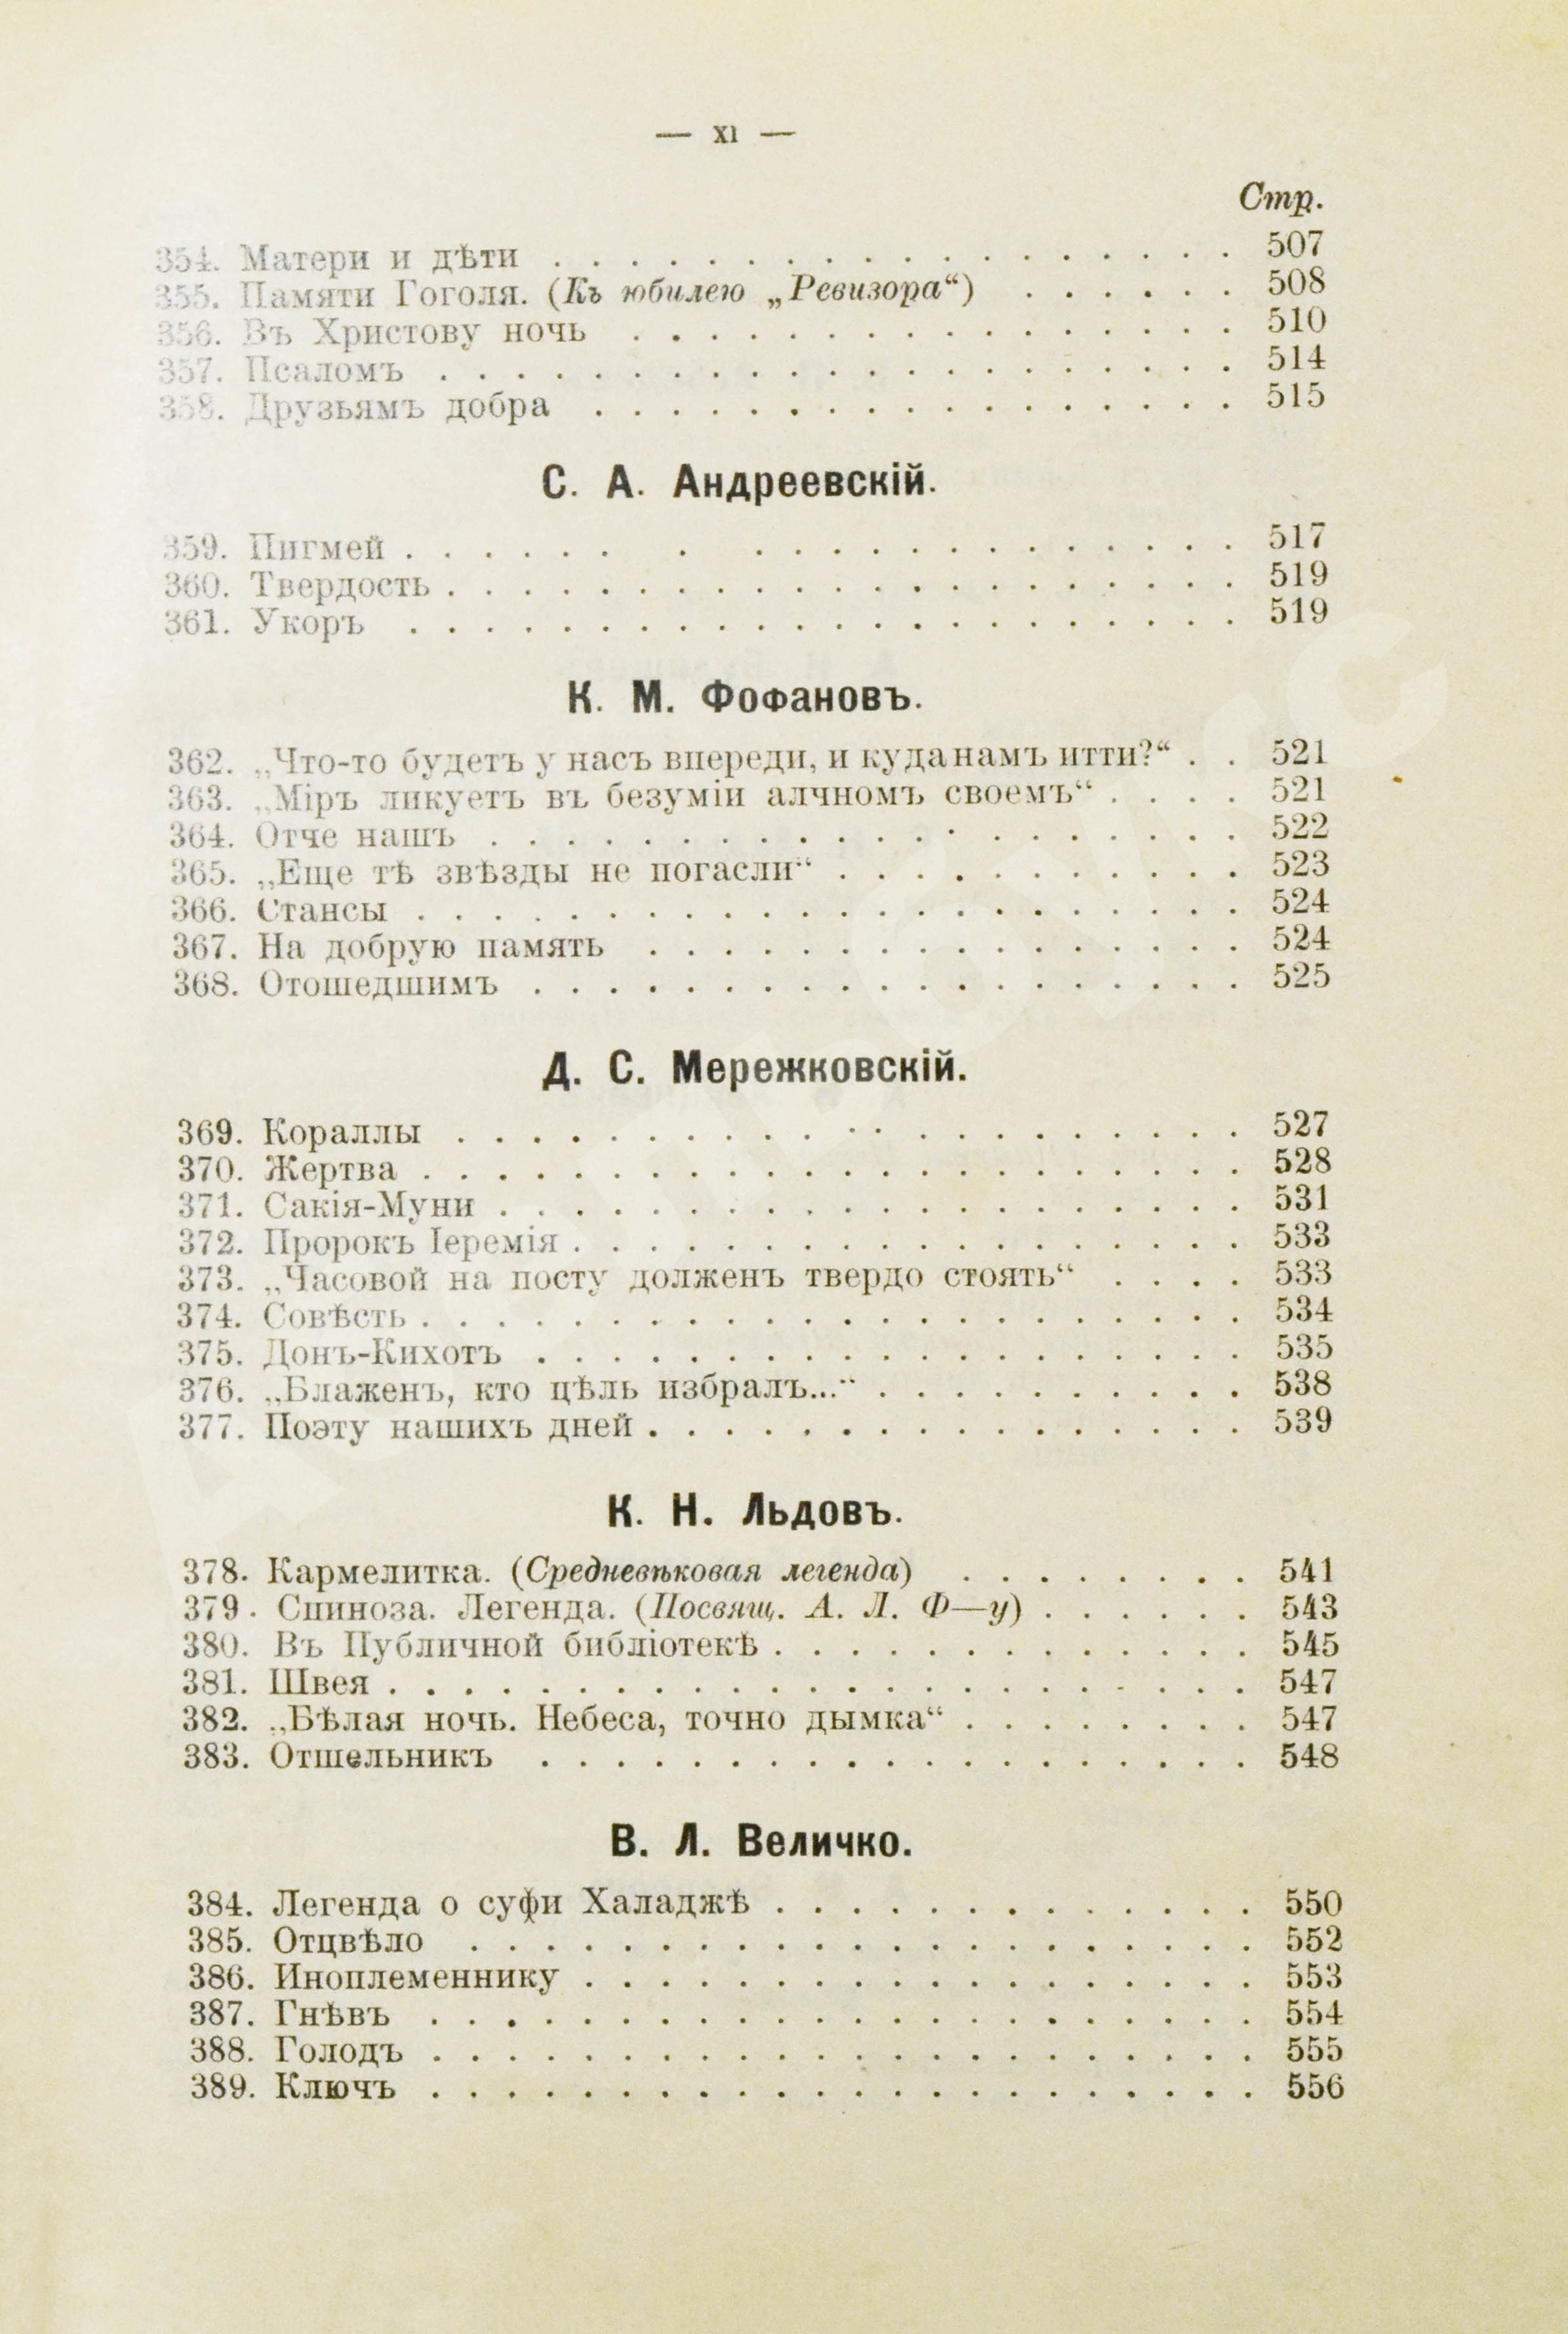 — XI —
Стр.
354. Матери и дѣти . . . . . . . . . . . . . . . . . . 507
355. Памяти Гоголя. (Къ юбилею „Ревизора“) . . . . . . 508
356. Въ Христову ночь . . . . . . . . . . . . . . . . 510
357. Псаломъ . . . . . . . . . . . . . . . . . . . . . 514
358. Друзьямъ добра . . . . . . . . . . . . . . . . . 515
С. А. Андреевскій.
359. Пигмей . . . . . . . . . . . . . . . . . . . . 517
360. Твердость . . . . . . . . . . . . . . . . . . . . . 519
361. Укоръ . . . . . . . . . . . . . . . . . . . . . . 519
К. М. Фофановъ.
362. „Что-то будетъ у насъ впереди, и куда намъ итти?“ . . 521
363. „Міръ ликуетъ въ безуміи алчномъ своемъ“ . . . . 521
364. Отче нашъ . . . . . . . . . . . . . . . . . . . . 522
365. „Еще тѣ звѣзды не погасли“ . . . . . . . . . . . 523
366. Стансы . . . . . . . . . . . . . . . . . . . . . . 524
367. На добрую память . . . . . . . . . . . . . . . . 524
368. Отошедшимъ . . . . . . . . . . . . . . . . . . . 525
Д. С. Мережковскій.
369. Кораллы . . . . . . . . . . . . . . . . . . . . . 527
370. Жертва . . . . . . . . . . . . . . . . . . . . . . 528
371. Сакія-Муни . . . . . . . . . . . . . . . . . . . . 531
372. Пророкъ Іеремія . . . . . . . . . . . . . . . . . . 533
373. „Часовой на посту долженъ твердо стоять“ . . . . 533
374. Совѣсть . . . . . . . . . . . . . . . . . . . . . . 534
375. Донъ-Кихотъ . . . . . . . . . . . . . . . . . . . 535
376. „Блаженъ, кто цѣль избралъ...“ . . . . . . . . . . 538
377. Поэту нашихъ дней . . . . . . . . . . . . . . . . 539
К. Н. Льдовъ.
378. Кармелитка. (Средневѣковая легенда) . . . . . . . . 541
379. Спиноза. Легенда. (Посвящ. А. Л. Ф—у) . . . . . . 543
380. Въ Публичной библіотекѣ . . . . . . . . . . . . . 545
381. Швея . . . . . . . . . . . . . . . . . . . . . . . 547
382. „Бѣлая ночь. Небеса, точно дымка“ . . . . . . . . 547
383. Отшельникъ . . . . . . . . . . . . . . . . . . . 548
В. Л. Величко.
384. Легенда о суфи Халаджѣ . . . . . . . . . . . . . 550
385. Отцвѣло . . . . . . . . . . . . . . . . . . . . . 552
386. Иноплеменнику . . . . . . . . . . . . . . . . . . 553
387. Гнѣвъ . . . . . . . . . . . . . . . . . . . . . . 554
388. Голодъ . . . . . . . . . . . . . . . . . . . . . . 555
389. Ключъ . . . . . . . . . . . . . . . . . . . . . . 556